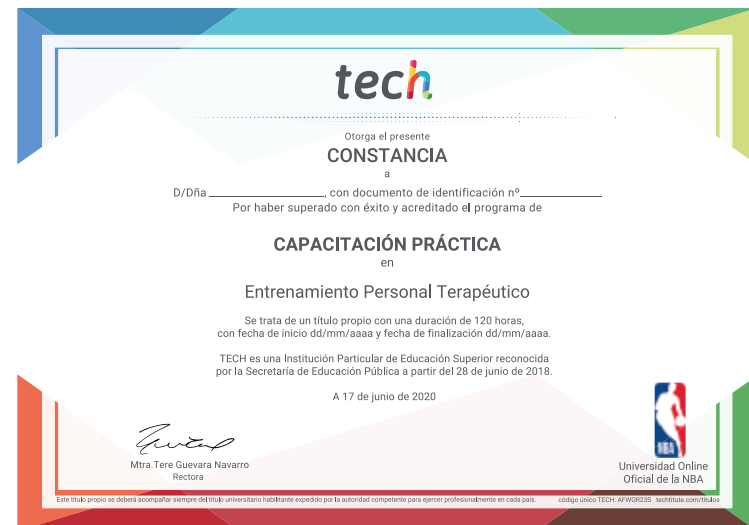 tech
Otorga el presente
CONSTANCIA
a
D/Dña ____________________, con documento de identificación nº______________
Por haber superado con éxito y acreditado el programa de
CAPACITACIÓN PRÁCTICA
en
Entrenamiento Personal Terapéutico
Se trata de un título propio con una duración de 120 horas,
con fecha de inicio dd/mm/aaaa y fecha de finalización dd/mm/aaaa.
TECH es una Institución Particular de Educación Superior reconocida
por la Secretaría de Educación Pública a partir del 28 de junio de 2018.
A 17 de junio de 2020
Mtra.Tere Guevara Navarro
Rectora
NBA
Universidad Online
Oficial de la NBA
Este título propio se deberá acompañar siempre del título universitario habilitante expedido por la autoridad competente para ejercer profesionalmente en cada país. código único TECH: AFWOR23S techtitute.com/titulos